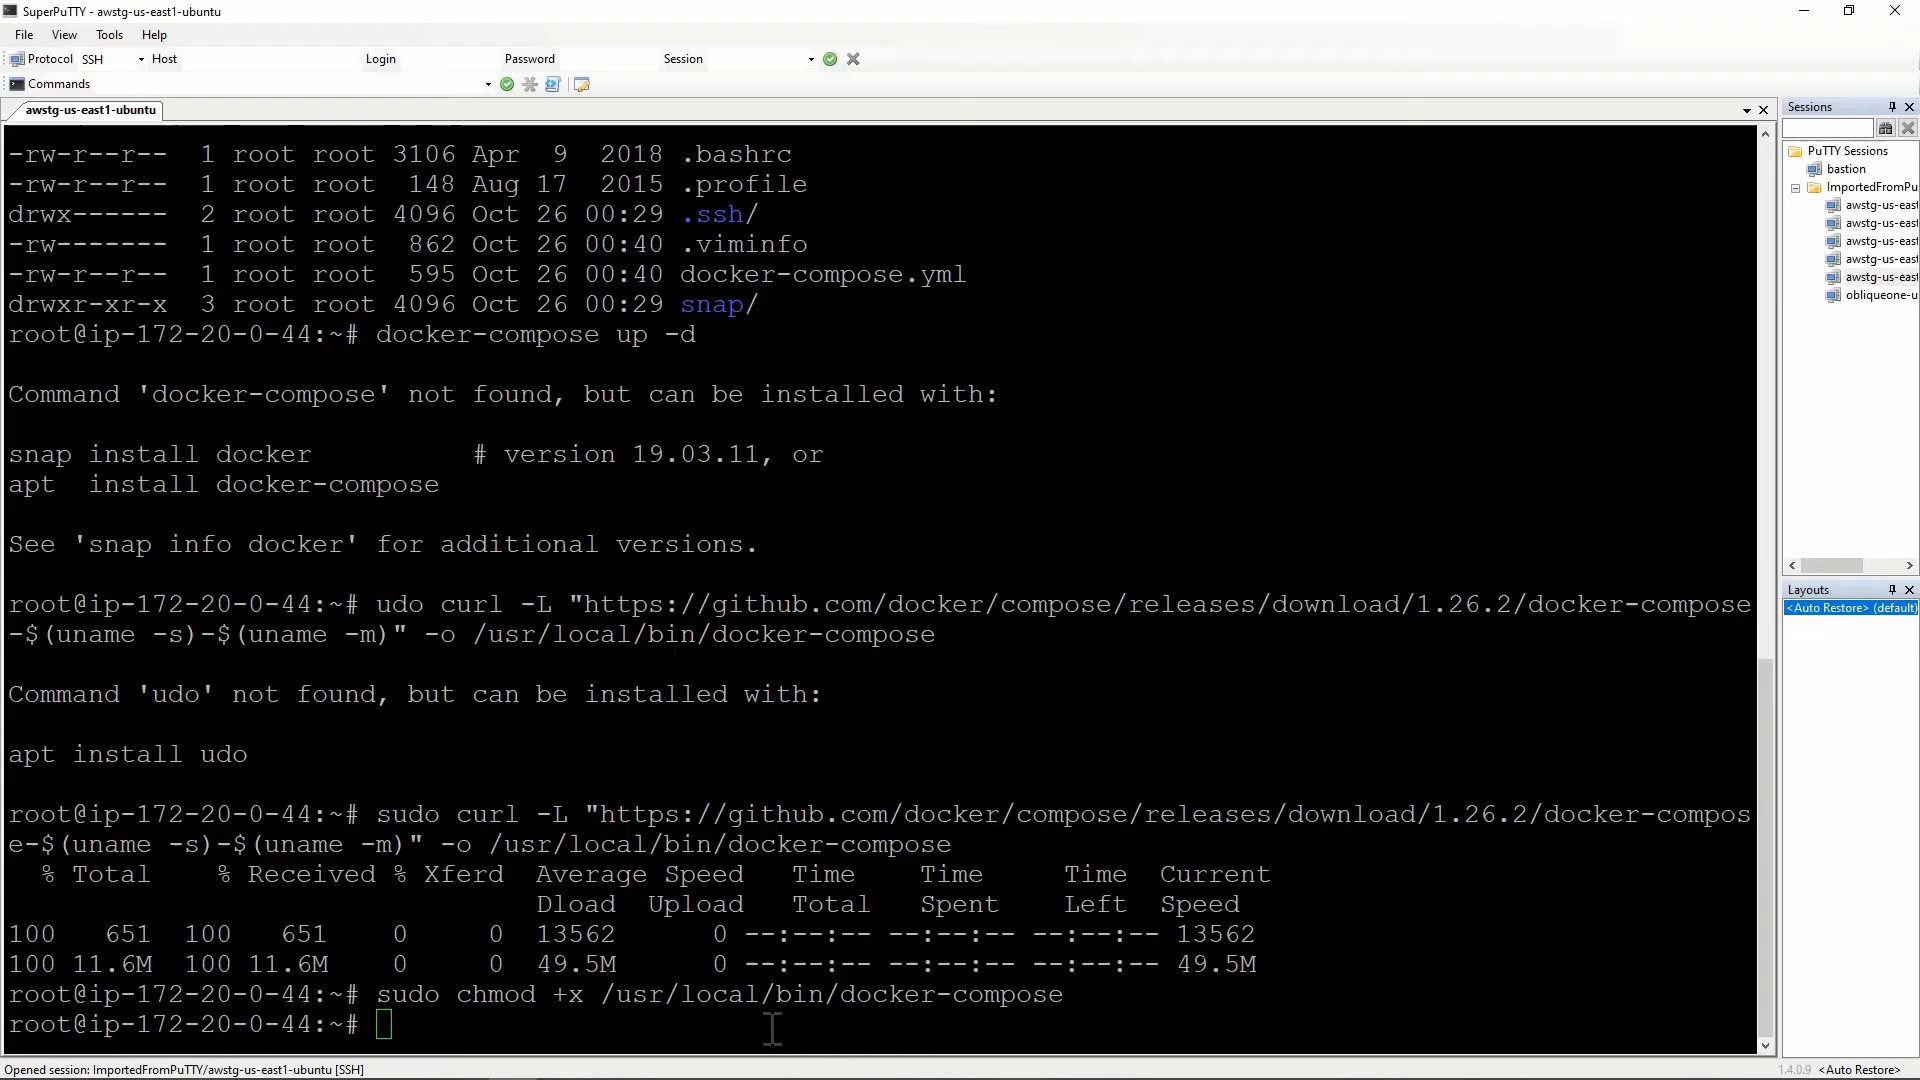 SuperPuTTY - awstg-us-east1-ubuntu
File View Tools Help
Protocol SSH Host Login Password Session
Commands
awstg-us-east1-ubuntu
-rw-r--r-- 1 root root 3106 Apr 9 2018 .bashrc
-rw-r--r-- 1 root root 148 Aug 17 2015 .profile
drwx------ 2 root root 4096 Oct 26 00:29 .ssh/
-rw------- 1 root root 862 Oct 26 00:40 .viminfo
-rw-r--r-- 1 root root 595 Oct 26 00:40 docker-compose.yml
drwxr-xr-x 3 root root 4096 Oct 26 00:29 snap/
root@ip-172-20-0-44:~# docker-compose up -d
Command 'docker-compose' not found, but can be installed with:
snap install docker # version 19.03.11, or
apt install docker-compose
See 'snap info docker' for additional versions.
root@ip-172-20-0-44:~# udo curl -L "https://github.com/docker/compose/releases/download/1.26.2/docker-compose
-$(uname -s)-$(uname -m)" -o /usr/local/bin/docker-compose
Command 'udo' not found, but can be installed with:
apt install udo
root@ip-172-20-0-44:~# sudo curl -L "https://github.com/docker/compose/releases/download/1.26.2/docker-compos
e-$(uname -s)-$(uname -m)" -o /usr/local/bin/docker-compose
% Total % Received % Xferd Average Speed Time Time Time Current
Dload Upload Total Spent Left Speed
100 651 100 651 0 0 13562 0 --:--:-- --:--:-- --:--:-- 13562
100 11.6M 100 11.6M 0 0 49.5M 0 --:--:-- --:--:-- --:--:-- 49.5M
root@ip-172-20-0-44:~# sudo chmod +x /usr/local/bin/docker-compose
root@ip-172-20-0-44:~#
Sessions
PuTTY Sessions
bastion
ImportedFromPu
awstg-us-east
awstg-us-east
awstg-us-east
awstg-us-east
awstg-us-east
obliqueone-u
Layouts
<Auto Restore> (default)
Opened session: ImportedFromPuTTY/awstg-us-east1-ubuntu [SSH]
1.4.0.9 <Auto Restore>